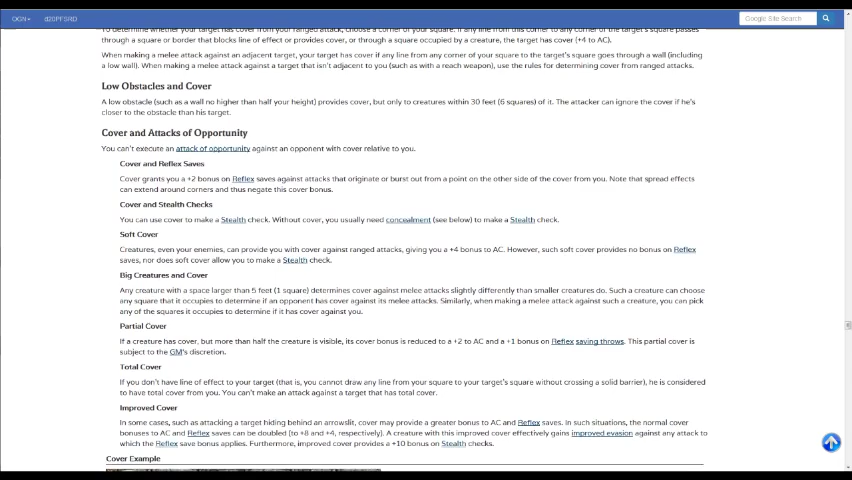 OGN
d20PFSRD
Google Site Search
To determine whether your target has cover from your ranged attack, choose a corner of your square. If any line from this corner to any corner of the target's square passes
through a square or border that blocks line of effect or provides cover, or through a square occupied by a creature, the target has cover (+4 to AC).
When making a melee attack against an adjacent target, your target has cover if any line from any corner of your square to the target's square goes through a wall (including
a low wall). When making a melee attack against a target that isn't adjacent to you (such as with a reach weapon), use the rules for determining cover from ranged attacks.
Low Obstacles and Cover
A low obstacle (such as a wall no higher than half your height) provides cover, but only to creatures within 30 feet (6 squares) of it. The attacker can ignore the cover if he's
closer to the obstacle than his target.
Cover and Attacks of Opportunity
You can't execute an attack of opportunity against an opponent with cover relative to you.
Cover and Reflex Saves
Cover grants you a +2 bonus on Reflex saves against attacks that originate or burst out from a point on the other side of the cover from you. Note that spread effects
can extend around corners and thus negate this cover bonus.
Cover and Stealth Checks
You can use cover to make a Stealth check. Without cover, you usually need concealment (see below) to make a Stealth check.
Soft Cover
Creatures, even your enemies, can provide you with cover against ranged attacks, giving you a +4 bonus to AC. However, such soft cover provides no bonus on Reflex
saves, nor does soft cover allow you to make a Stealth check.
Big Creatures and Cover
Any creature with a space larger than 5 feet (1 square) determines cover against melee attacks slightly differently than smaller creatures do. Such a creature can choose
any square that it occupies to determine if an opponent has cover against its melee attacks. Similarly, when making a melee attack against such a creature, you can pick
any of the squares it occupies to determine if it has cover against you.
Partial Cover
If a creature has cover, but more than half the creature is visible, its cover bonus is reduced to a +2 to AC and a +1 bonus on Reflex saving throws. This partial cover is
subject to the GM's discretion.
Total Cover
If you don't have line of effect to your target (that is, you cannot draw any line from your square to your target's square without crossing a solid barrier), he is considered
to have total cover from you. You can't make an attack against a target that has total cover.
Improved Cover
In some cases, such as attacking a target hiding behind an arrowslit, cover may provide a greater bonus to AC and Reflex saves. In such situations, the normal cover
bonuses to AC and Reflex saves can be doubled (to +8 and +4, respectively). A creature with this improved cover effectively gains improved evasion against any attack to
which the Reflex save bonus applies. Furthermore, improved cover provides a +10 bonus on Stealth checks.
Cover Example